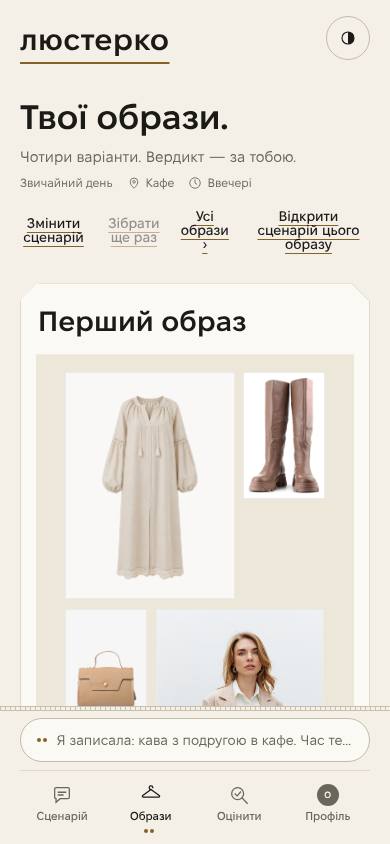 люстерко
Твої образи.
Чотири варіанти. Вердикт — за тобою.
Звичайний день Кафе Ввечері
Змінити сценарій
Зібрати ще раз
Усі образи ›
Відкрити сценарій цього образу
Перший образ
Я записала: кава з подругою в кафе. Час те...
Сценарій Образи Оцінити О Профіль